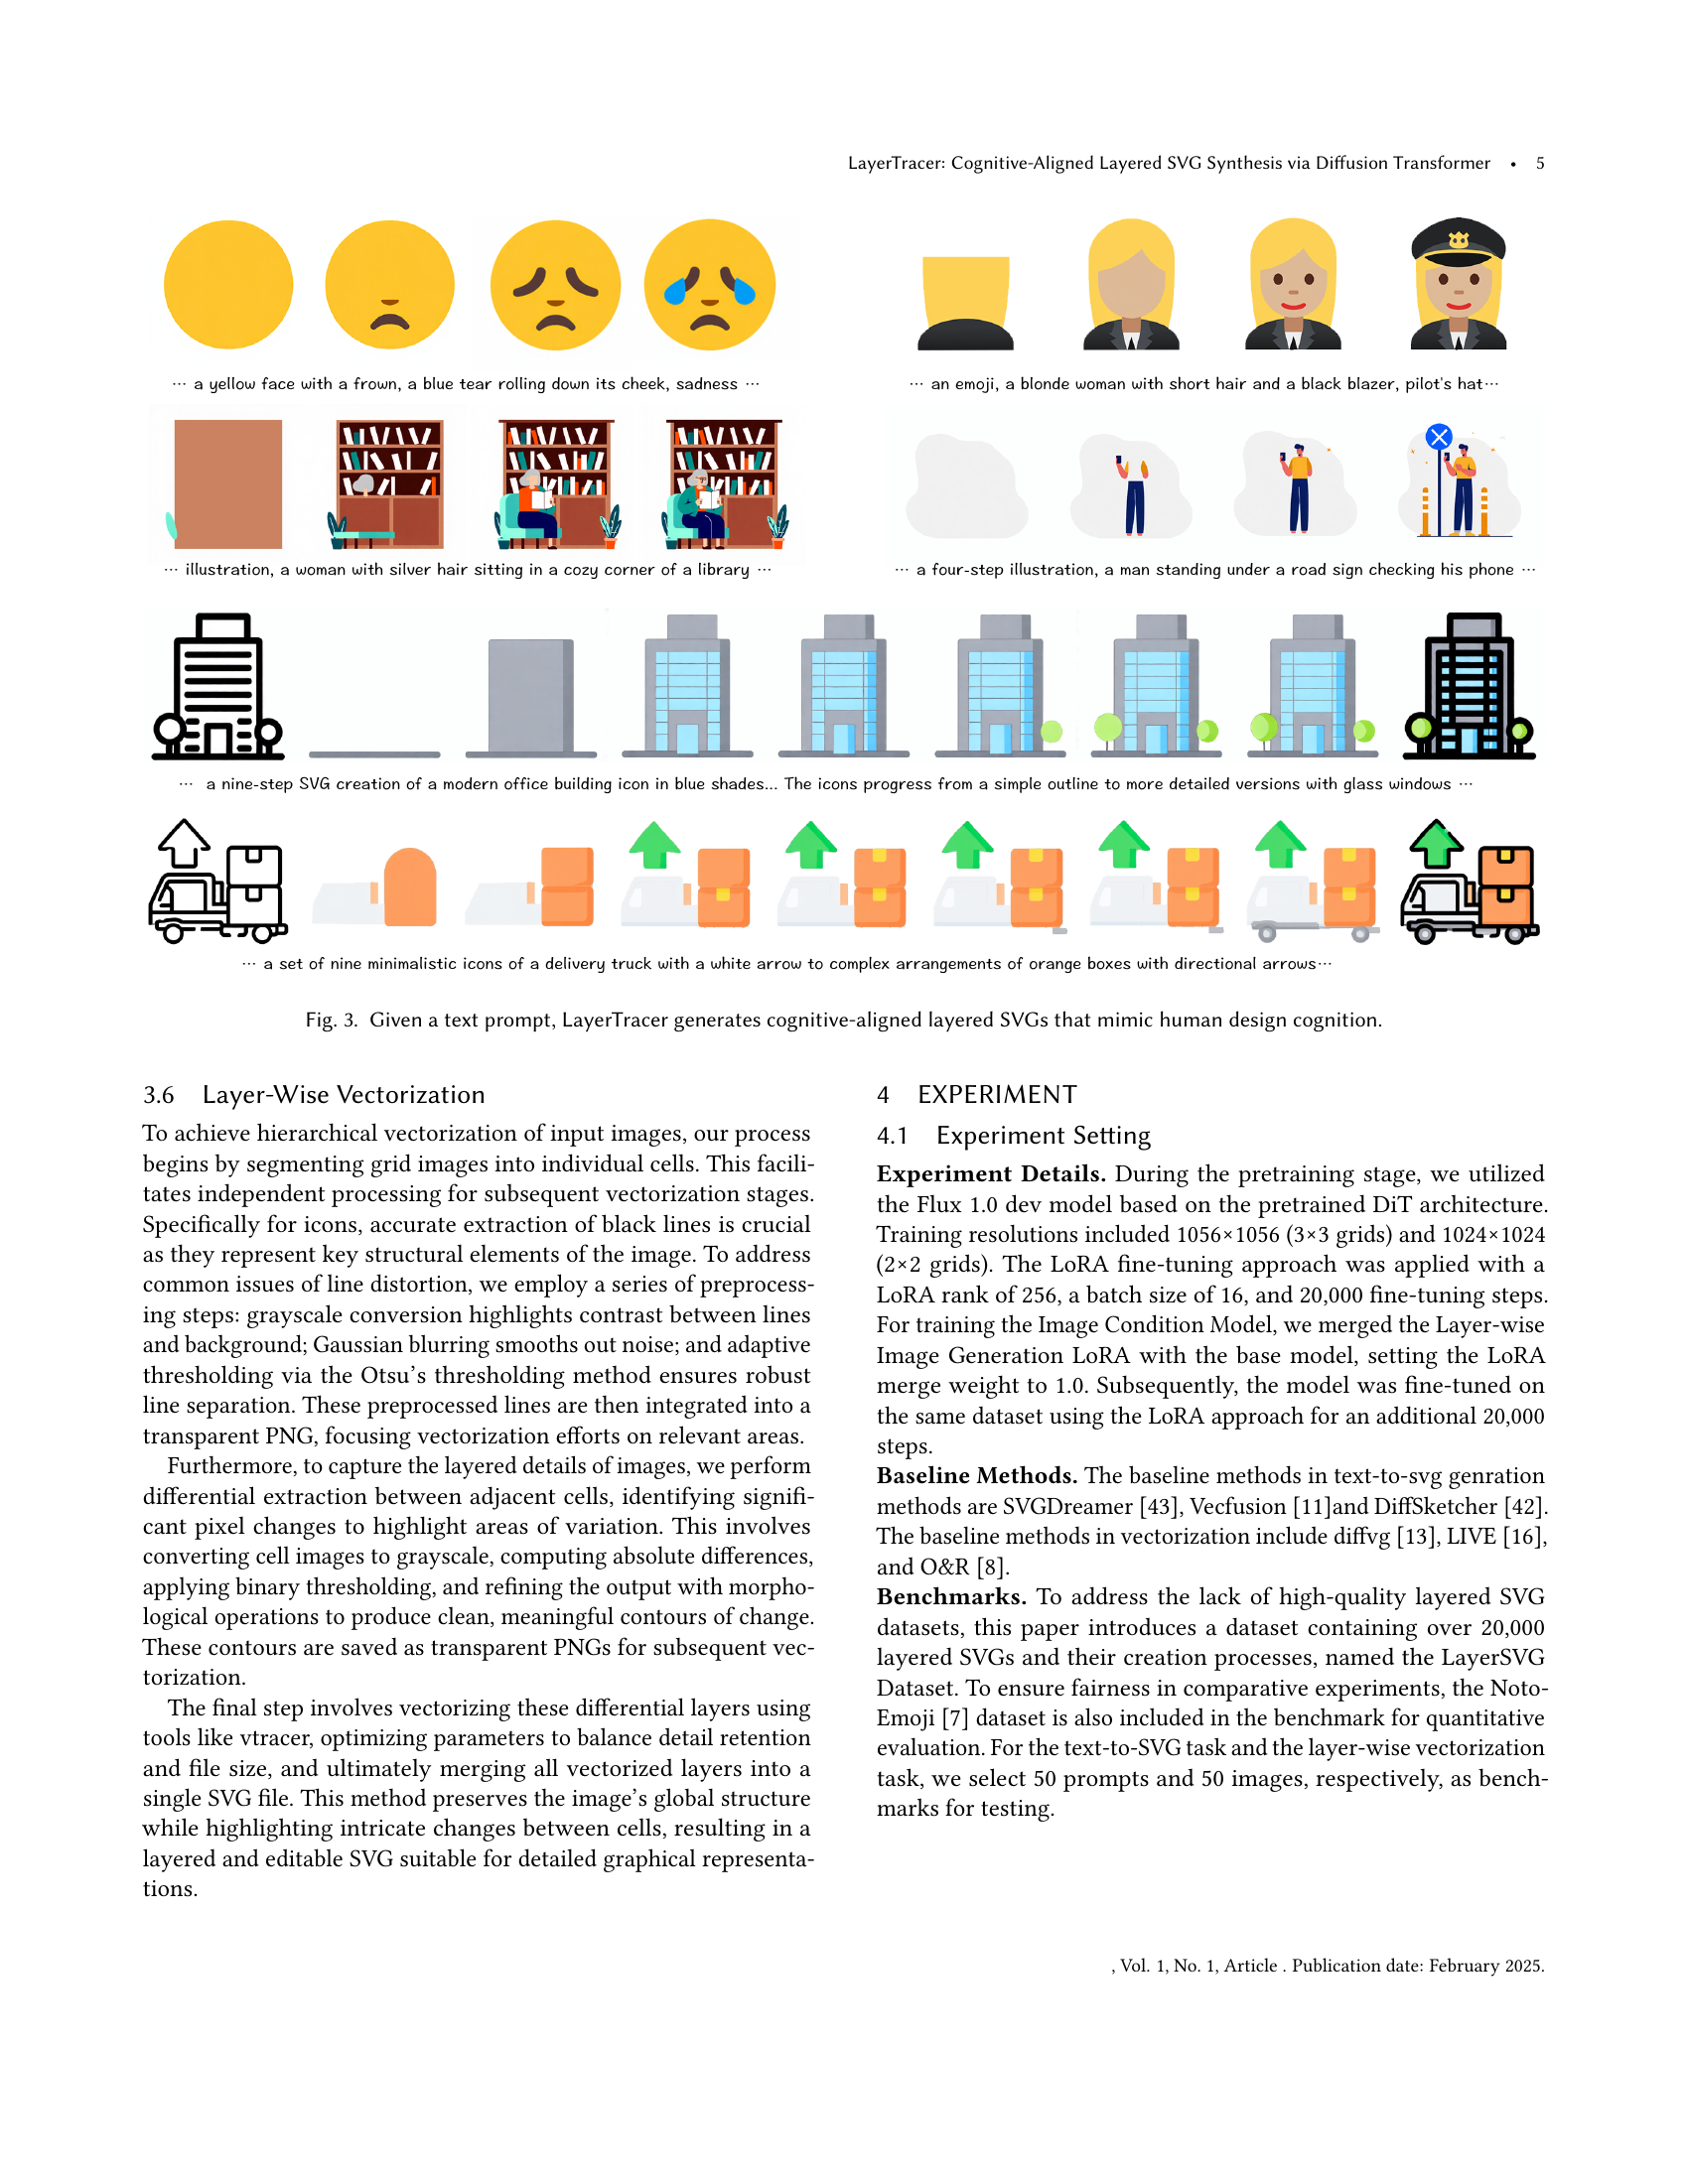 LayerTracer: Cognitive-Aligned Layered SVG Synthesis via Diffusion Transformer • 5
··· a yellow face with a frown, a blue tear rolling down its cheek, sadness ···
··· an emoji, a blonde woman with short hair and a black blazer, pilot's hat···
··· illustration, a woman with silver hair sitting in a cozy corner of a library ···
··· a four-step illustration, a man standing under a road sign checking his phone ···
··· a nine-step SVG creation of a modern office building icon in blue shades... The icons progress from a simple outline to more detailed versions with glass windows ···
··· a set of nine minimalistic icons of a delivery truck with a white arrow to complex arrangements of orange boxes with directional arrows···
Fig. 3. Given a text prompt, LayerTracer generates cognitive-aligned layered SVGs that mimic human design cognition.
3.6 Layer-Wise Vectorization
To achieve hierarchical vectorization of input images, our process
begins by segmenting grid images into individual cells. This facili-
tates independent processing for subsequent vectorization stages.
Specifically for icons, accurate extraction of black lines is crucial
as they represent key structural elements of the image. To address
common issues of line distortion, we employ a series of preprocess-
ing steps: grayscale conversion highlights contrast between lines
and background; Gaussian blurring smooths out noise; and adaptive
thresholding via the Otsu's thresholding method ensures robust
line separation. These preprocessed lines are then integrated into a
transparent PNG, focusing vectorization efforts on relevant areas.
Furthermore, to capture the layered details of images, we perform
differential extraction between adjacent cells, identifying signifi-
cant pixel changes to highlight areas of variation. This involves
converting cell images to grayscale, computing absolute differences,
applying binary thresholding, and refining the output with morpho-
logical operations to produce clean, meaningful contours of change.
These contours are saved as transparent PNGs for subsequent vec-
torization.
The final step involves vectorizing these differential layers using
tools like vtracer, optimizing parameters to balance detail retention
and file size, and ultimately merging all vectorized layers into a
single SVG file. This method preserves the image's global structure
while highlighting intricate changes between cells, resulting in a
layered and editable SVG suitable for detailed graphical representa-
tions.
4 EXPERIMENT
4.1 Experiment Setting
Experiment Details. During the pretraining stage, we utilized
the Flux 1.0 dev model based on the pretrained DiT architecture.
Training resolutions included 1056×1056 (3×3 grids) and 1024×1024
(2×2 grids). The LoRA fine-tuning approach was applied with a
LoRA rank of 256, a batch size of 16, and 20,000 fine-tuning steps.
For training the Image Condition Model, we merged the Layer-wise
Image Generation LoRA with the base model, setting the LoRA
merge weight to 1.0. Subsequently, the model was fine-tuned on
the same dataset using the LoRA approach for an additional 20,000
steps.
Baseline Methods. The baseline methods in text-to-svg genration
methods are SVGDreamer [43], Vecfusion [11]and DiffSketcher [42].
The baseline methods in vectorization include diffvg [13], LIVE [16],
and O&R [8].
Benchmarks. To address the lack of high-quality layered SVG
datasets, this paper introduces a dataset containing over 20,000
layered SVGs and their creation processes, named the LayerSVG
Dataset. To ensure fairness in comparative experiments, the Noto-
Emoji [7] dataset is also included in the benchmark for quantitative
evaluation. For the text-to-SVG task and the layer-wise vectorization
task, we select 50 prompts and 50 images, respectively, as bench-
marks for testing.
, Vol. 1, No. 1, Article . Publication date: February 2025.